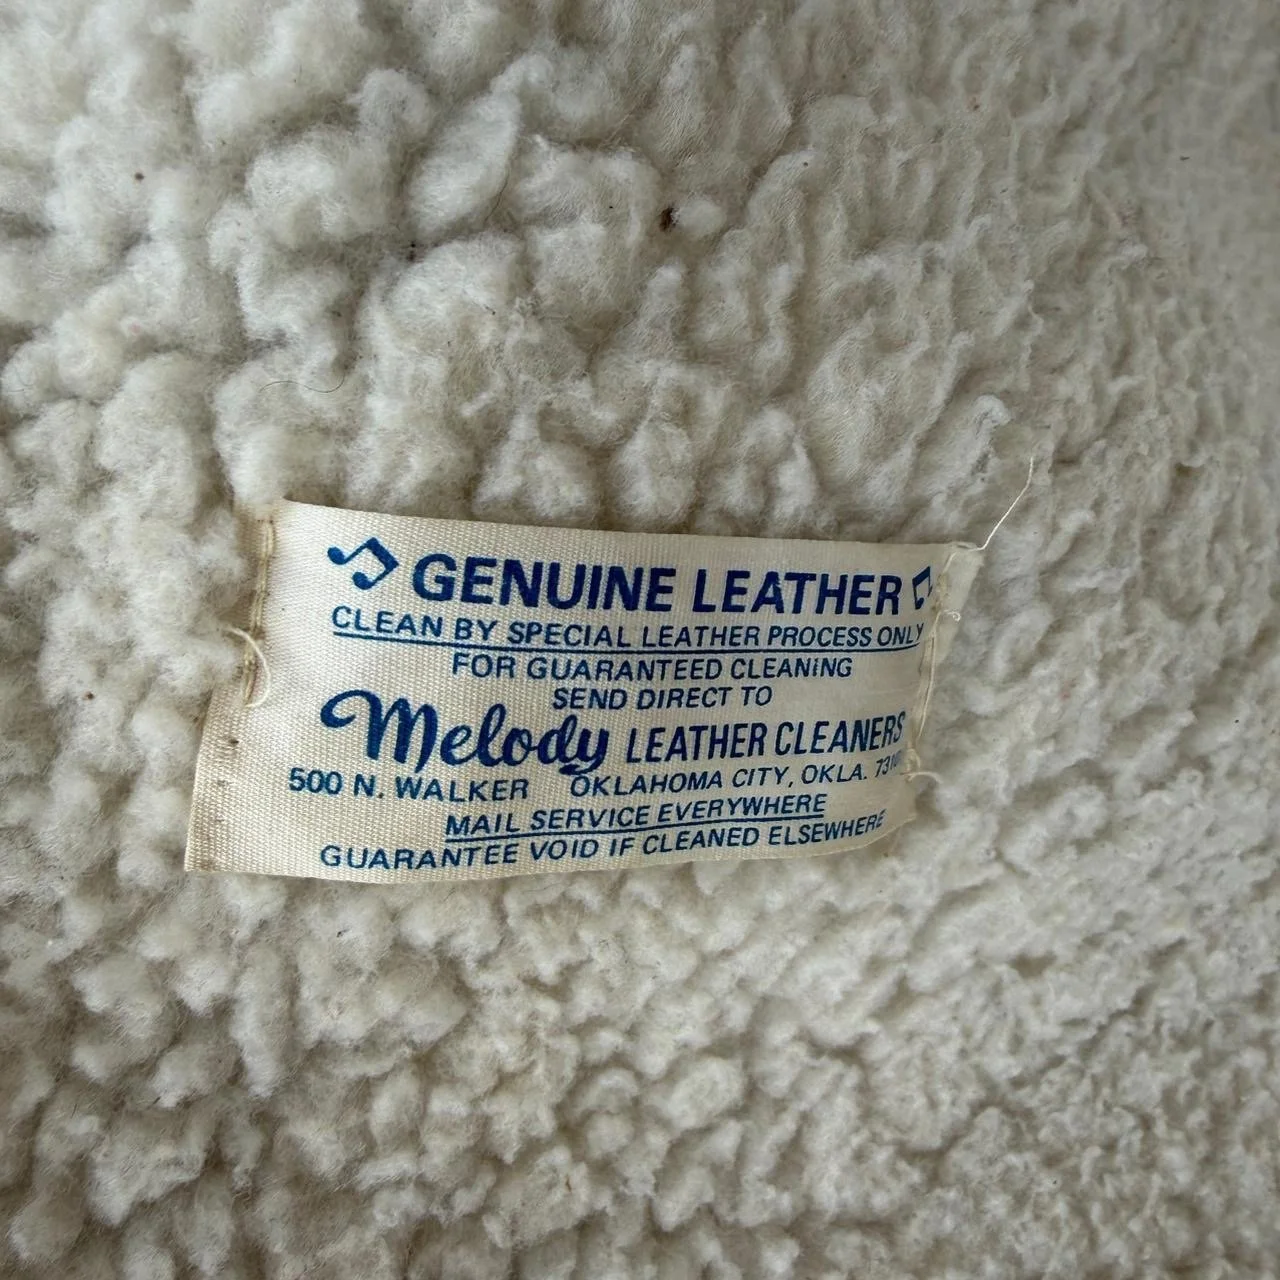 GENUINE LEATHER
CLEAN BY SPECIAL LEATHER PROCESS ONLY
FOR GUARANTEED CLEANING
SEND DIRECT TO
Melody LEATHER CLEANERS
500 N. WALKER OKLAHOMA CITY, OKLA.
MAIL SERVICE EVERYWHERE
GUARANTEE VOID IF CLEANED ELSEWHERE